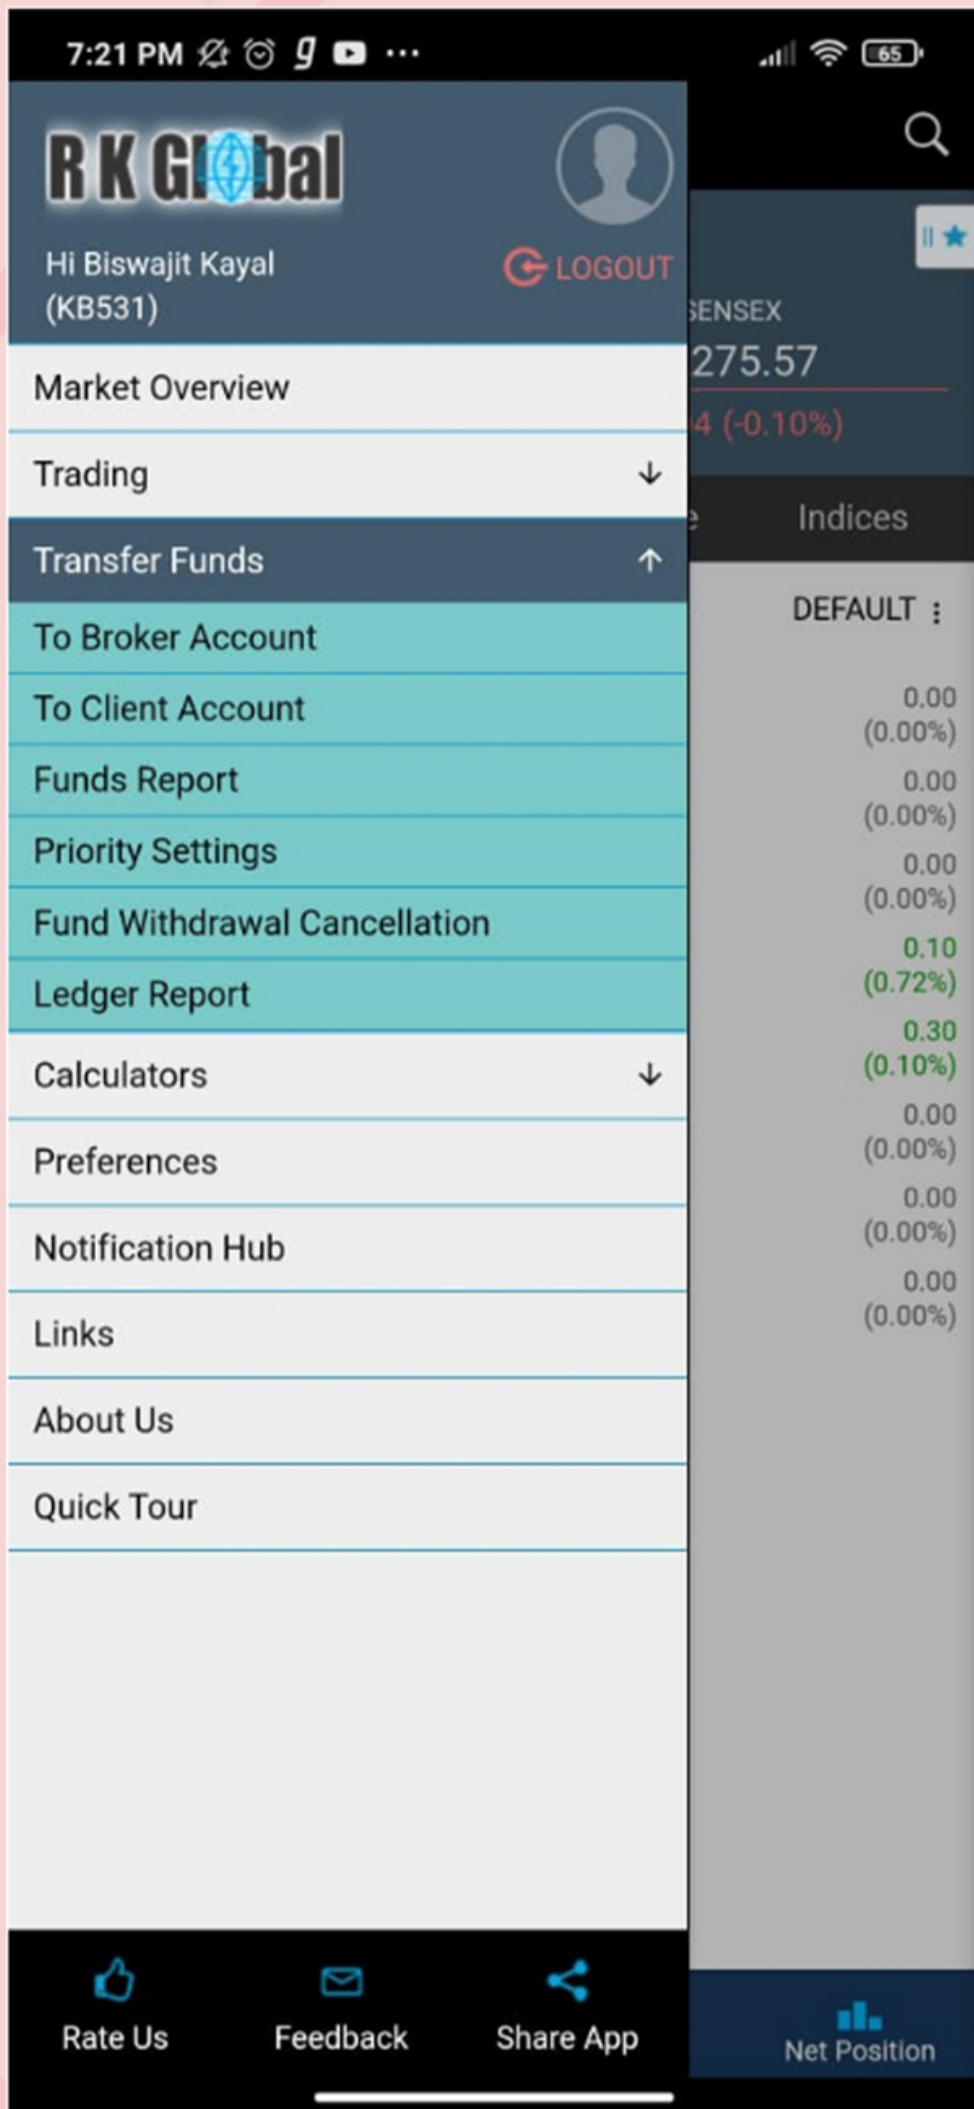 7:21 PM
65
R K Global
Hi Biswajit Kayal
(KB531)
LOGOUT
Market Overview
Trading
Transfer Funds
To Broker Account
To Client Account
Funds Report
Priority Settings
Fund Withdrawal Cancellation
Ledger Report
Calculators
Preferences
Notification Hub
Links
About Us
Quick Tour
Rate Us
Feedback
Share App
SENSEX
275.57
4 (-0.10%)
Indices
DEFAULT
0.00
(0.00%)
0.00
(0.00%)
0.00
(0.00%)
0.10
(0.72%)
0.30
(0.10%)
0.00
(0.00%)
0.00
(0.00%)
0.00
(0.00%)
Net Position